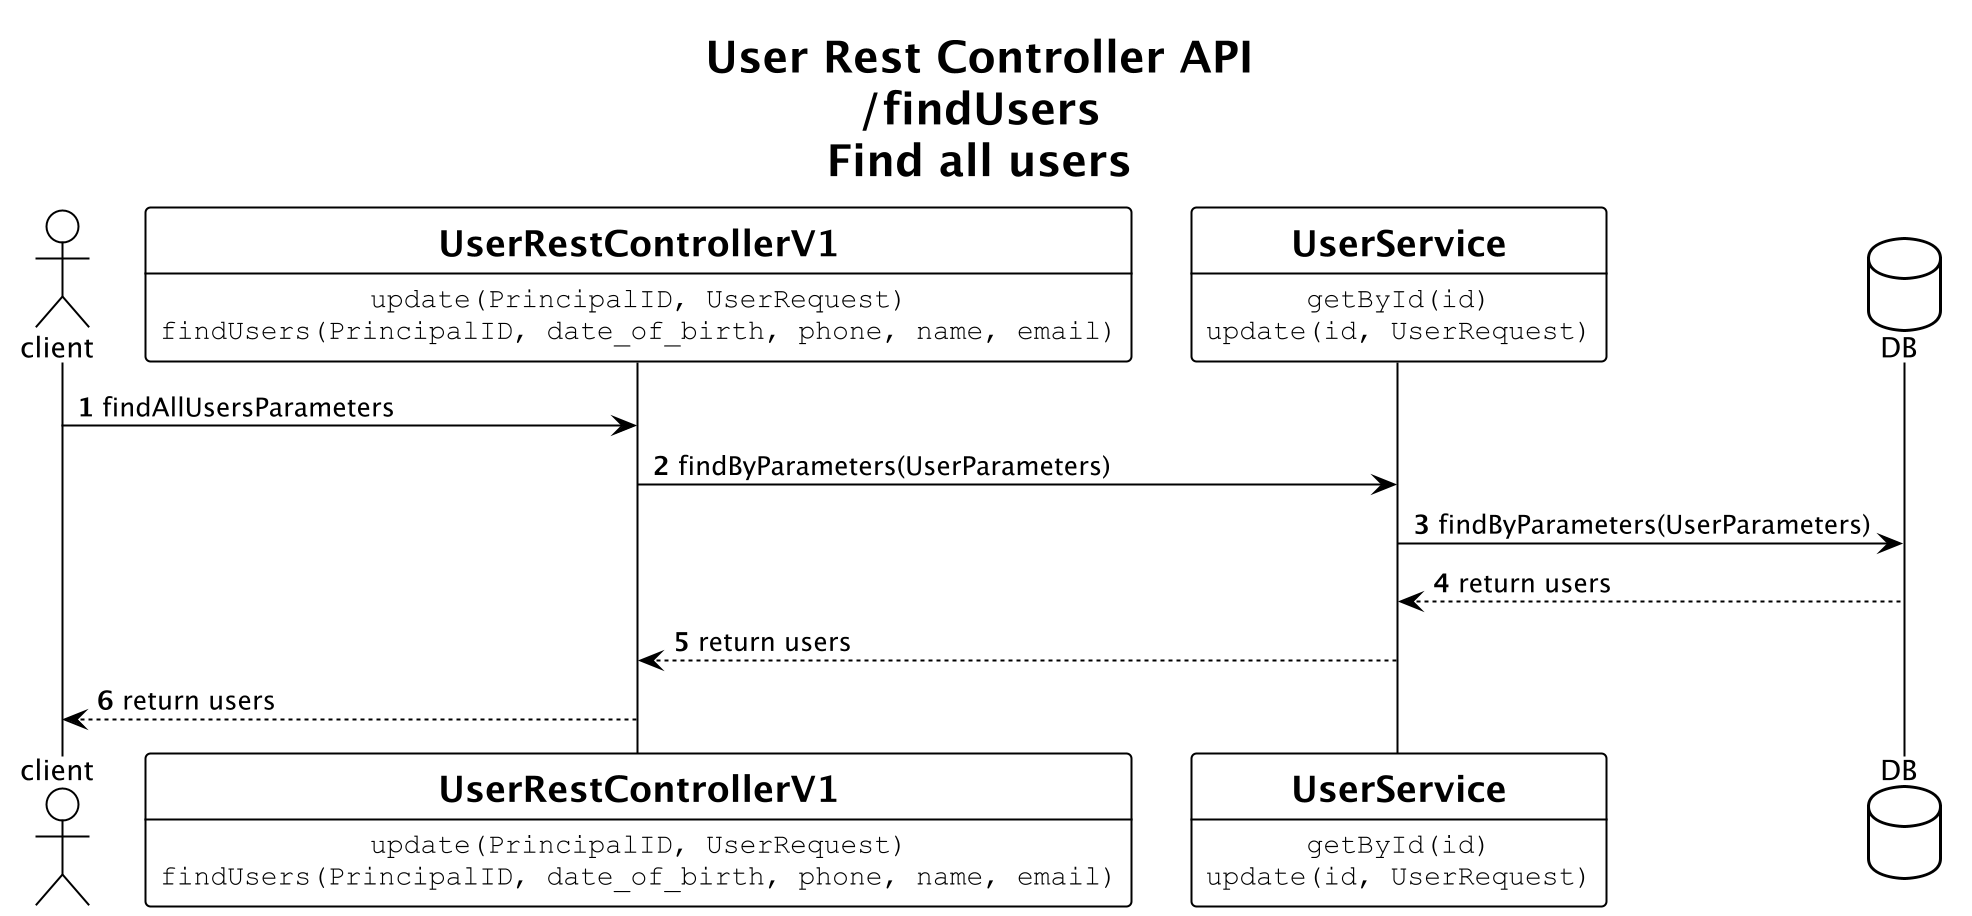 User Rest Controller API
/findUsers
Find all users
client
UserRestControllerV1
update(PrincipalID, UserRequest)
findUsers(PrincipalID, date_of_birth, phone, name, email)
UserService
getById(id)
update(id, UserRequest)
DB
1 findAllUsersParameters
2 findByParameters(UserParameters)
3 findByParameters(UserParameters)
4 return users
5 return users
6 return users
client
UserRestControllerV1
update(PrincipalID, UserRequest)
findUsers(PrincipalID, date_of_birth, phone, name, email)
UserService
getById(id)
update(id, UserRequest)
DB